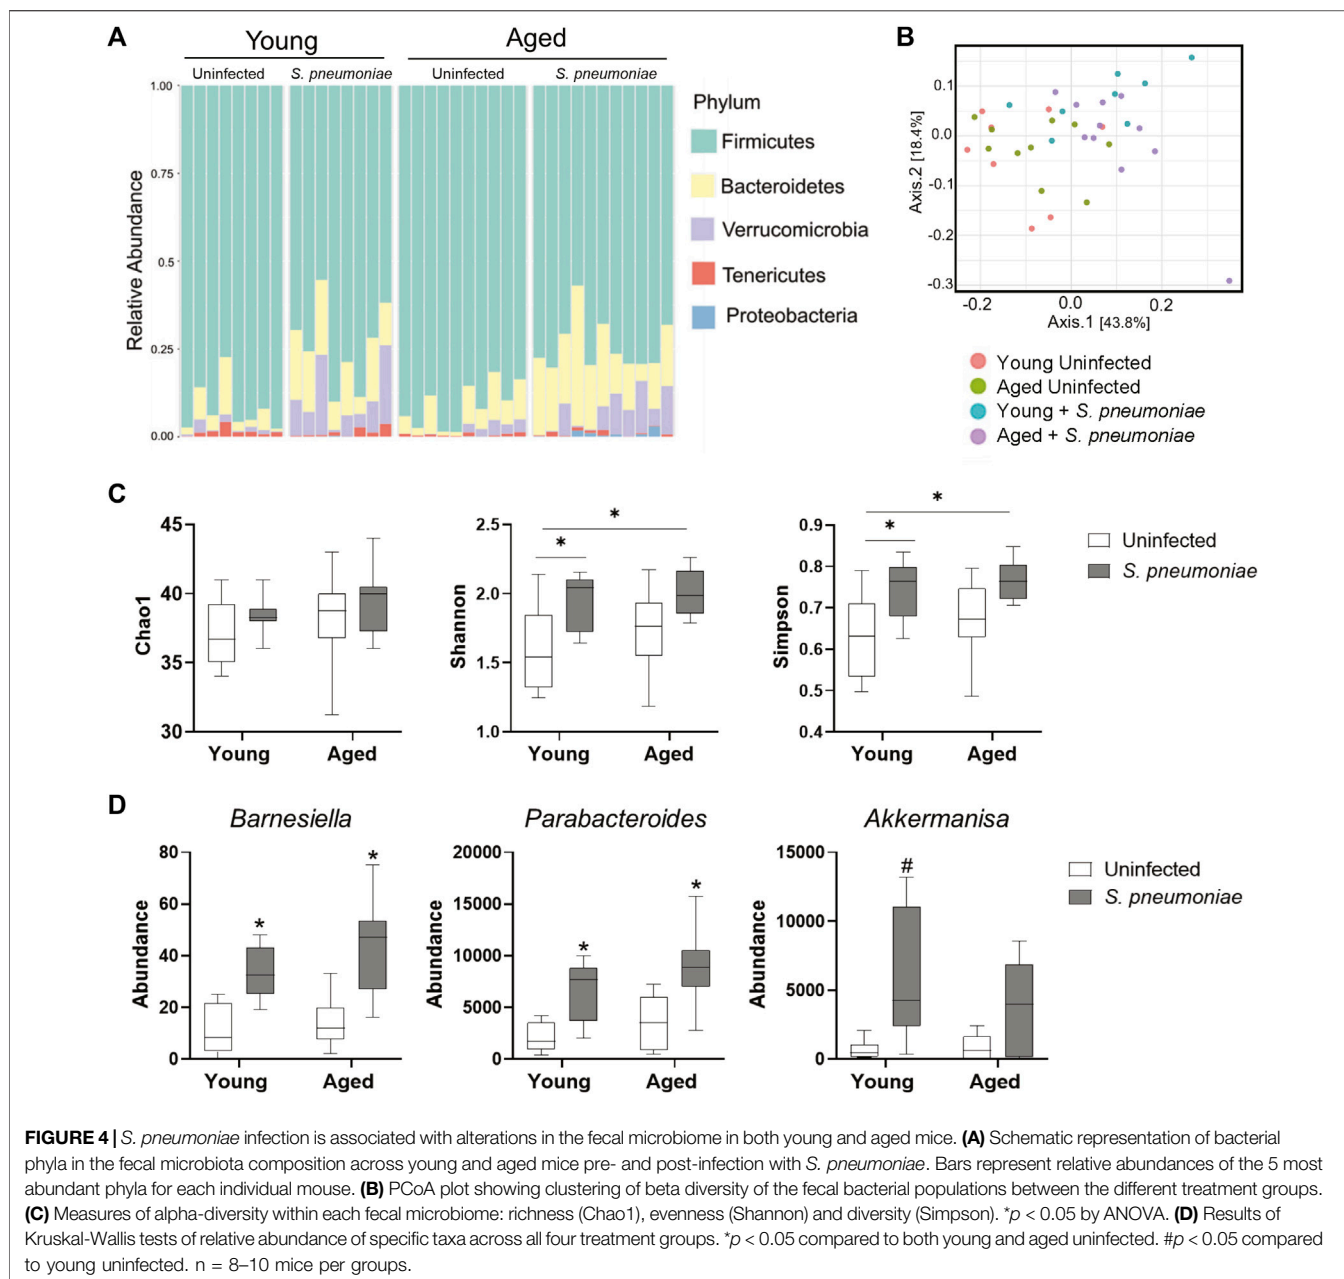 A
Young
Aged
Uninfected
S. pneumoniae
Uninfected
S. pneumoniae
1.00
0.75
0.5
0.25
0.00
Relative Abundance
Phylum
Firmicutes
Bacteroidetes
Verrucomicrobia
Tenericutes
Proteobacteria
B
0.1
0.0
-0.1
-0.2
-0.3
Axis.2 [18.4%]
-0.2
0.0
0.2
Axis.1 [43.8%]
Young Uninfected
Aged Uninfected
Young + S. pneumoniae
Aged + S. pneumoniae
C
45
40
35
30
Chao1
Young
Aged
2.5
2.0
1.5
1.0
Shannon
*
*
Young
Aged
0.9
0.8
0.7
0.6
0.5
0.4
Simpson
*
*
Young
Aged
Uninfected
S. pneumoniae
D
Barnesiella
80
60
40
20
0
Abundance
*
*
Young
Aged
Parabacteroides
20000
15000
10000
5000
0
Abundance
*
*
Young
Aged
Akkermanisa
15000
10000
5000
0
Abundance
#
Young
Aged
Uninfected
S. pneumoniae
FIGURE 4 | S. pneumoniae infection is associated with alterations in the fecal microbiome in both young and aged mice. (A) Schematic representation of bacterial
phyla in the fecal microbiota composition across young and aged mice pre- and post-infection with S. pneumoniae. Bars represent relative abundances of the 5 most
abundant phyla for each individual mouse. (B) PCoA plot showing clustering of beta diversity of the fecal bacterial populations between the different treatment groups.
(C) Measures of alpha-diversity within each fecal microbiome: richness (Chao1), evenness (Shannon) and diversity (Simpson). *p < 0.05 by ANOVA. (D) Results of
Kruskal-Wallis tests of relative abundance of specific taxa across all four treatment groups. *p < 0.05 compared to both young and aged uninfected. #p < 0.05 compared
to young uninfected. n = 8–10 mice per groups.